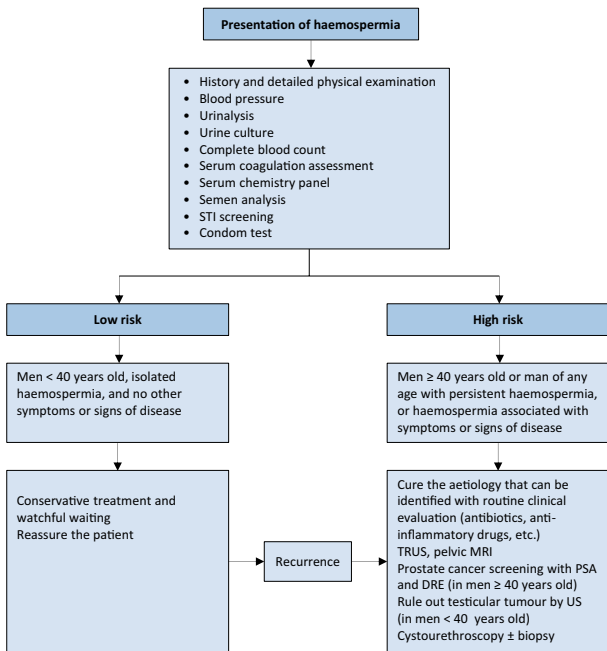 Presentation of haemospermia
• History and detailed physical examination
• Blood pressure
• Urinalysis
• Urine culture
• Complete blood count
• Serum coagulation assessment
• Serum chemistry panel
• Semen analysis
• STI screening
• Condom test
Low risk
Men < 40 years old, isolated
haemospermia, and no other
symptoms or signs of disease
Conservative treatment and
watchful waiting
Reassure the patient
Recurrence
High risk
Men ≥ 40 years old or man of any
age with persistent haemospermia,
or haemospermia associated with
symptoms or signs of disease
Cure the aetiology that can be
identified with routine clinical
evaluation (antibiotics, anti-
inflammatory drugs, etc.)
TRUS, pelvic MRI
Prostate cancer screening with PSA
and DRE (in men ≥ 40 years old)
Rule out testicular tumour by US
(in men < 40 years old)
Cystourethroscopy ± biopsy